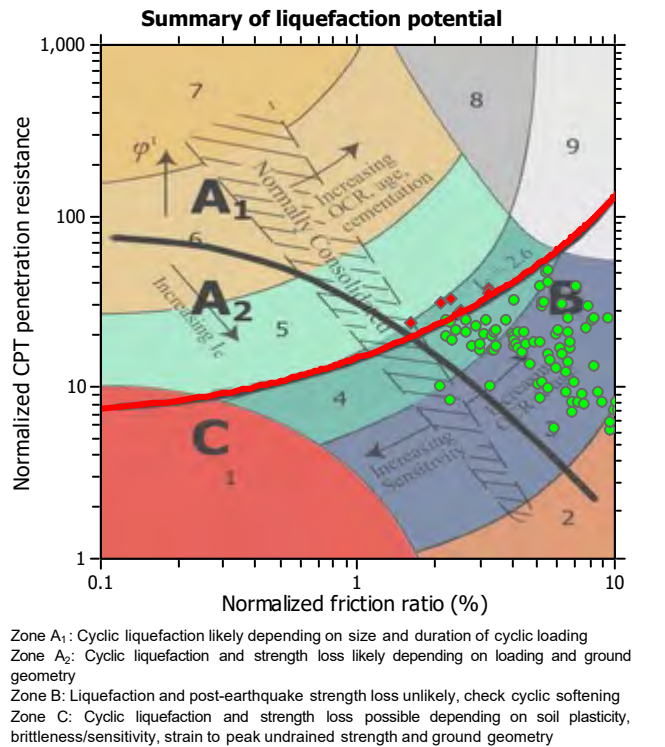 Summary of liquefaction potential
1,000
100
10
1
Normalized CPT penetration resistance
7
8
9
φ'
A1
Increasing
OCR, age,
cementation
Normally Consolidated
6
A2
Increasing Ic
5
2.6
B
4
C
1
Increasing
Sensitivity
2
0.1
1
10
Normalized friction ratio (%)
Zone A1: Cyclic liquefaction likely depending on size and duration of cyclic loading
Zone A2: Cyclic liquefaction and strength loss likely depending on loading and ground
geometry
Zone B: Liquefaction and post-earthquake strength loss unlikely, check cyclic softening
Zone C: Cyclic liquefaction and strength loss possible depending on soil plasticity,
brittleness/sensitivity, strain to peak undrained strength and ground geometry